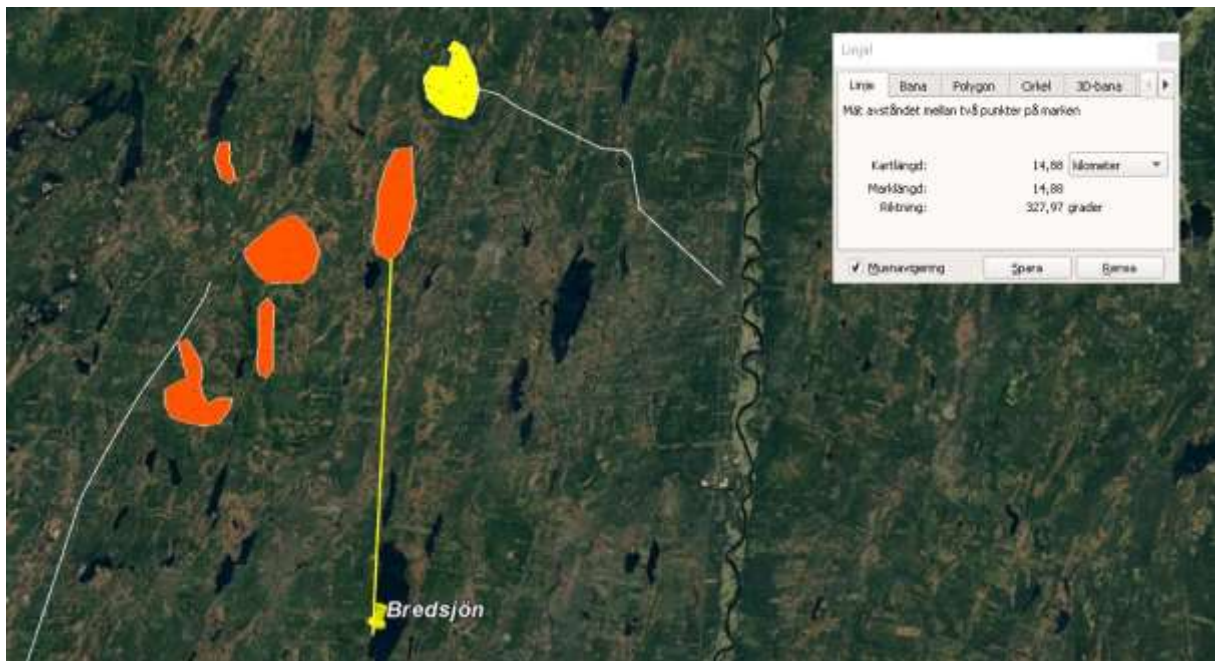 Linjal
Linje Bana Polygon Cirkel 3D-bana
Mät avståndet mellan två punkter på marken
Kartlängd: 14,88 kilometer
Marklängd: 14,88
Riktning: 327,97 grader
Musnavigering Spara Rensa
Bredsjön